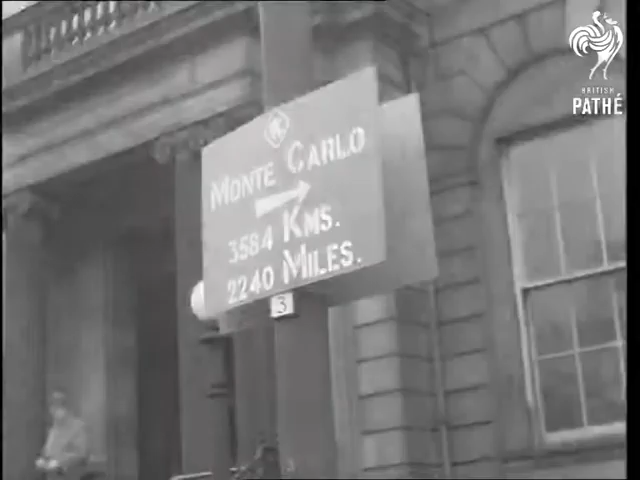 MONTE CARLO
3584 KMS.
2240 MILES.
3
BRITISH
PATHÉ